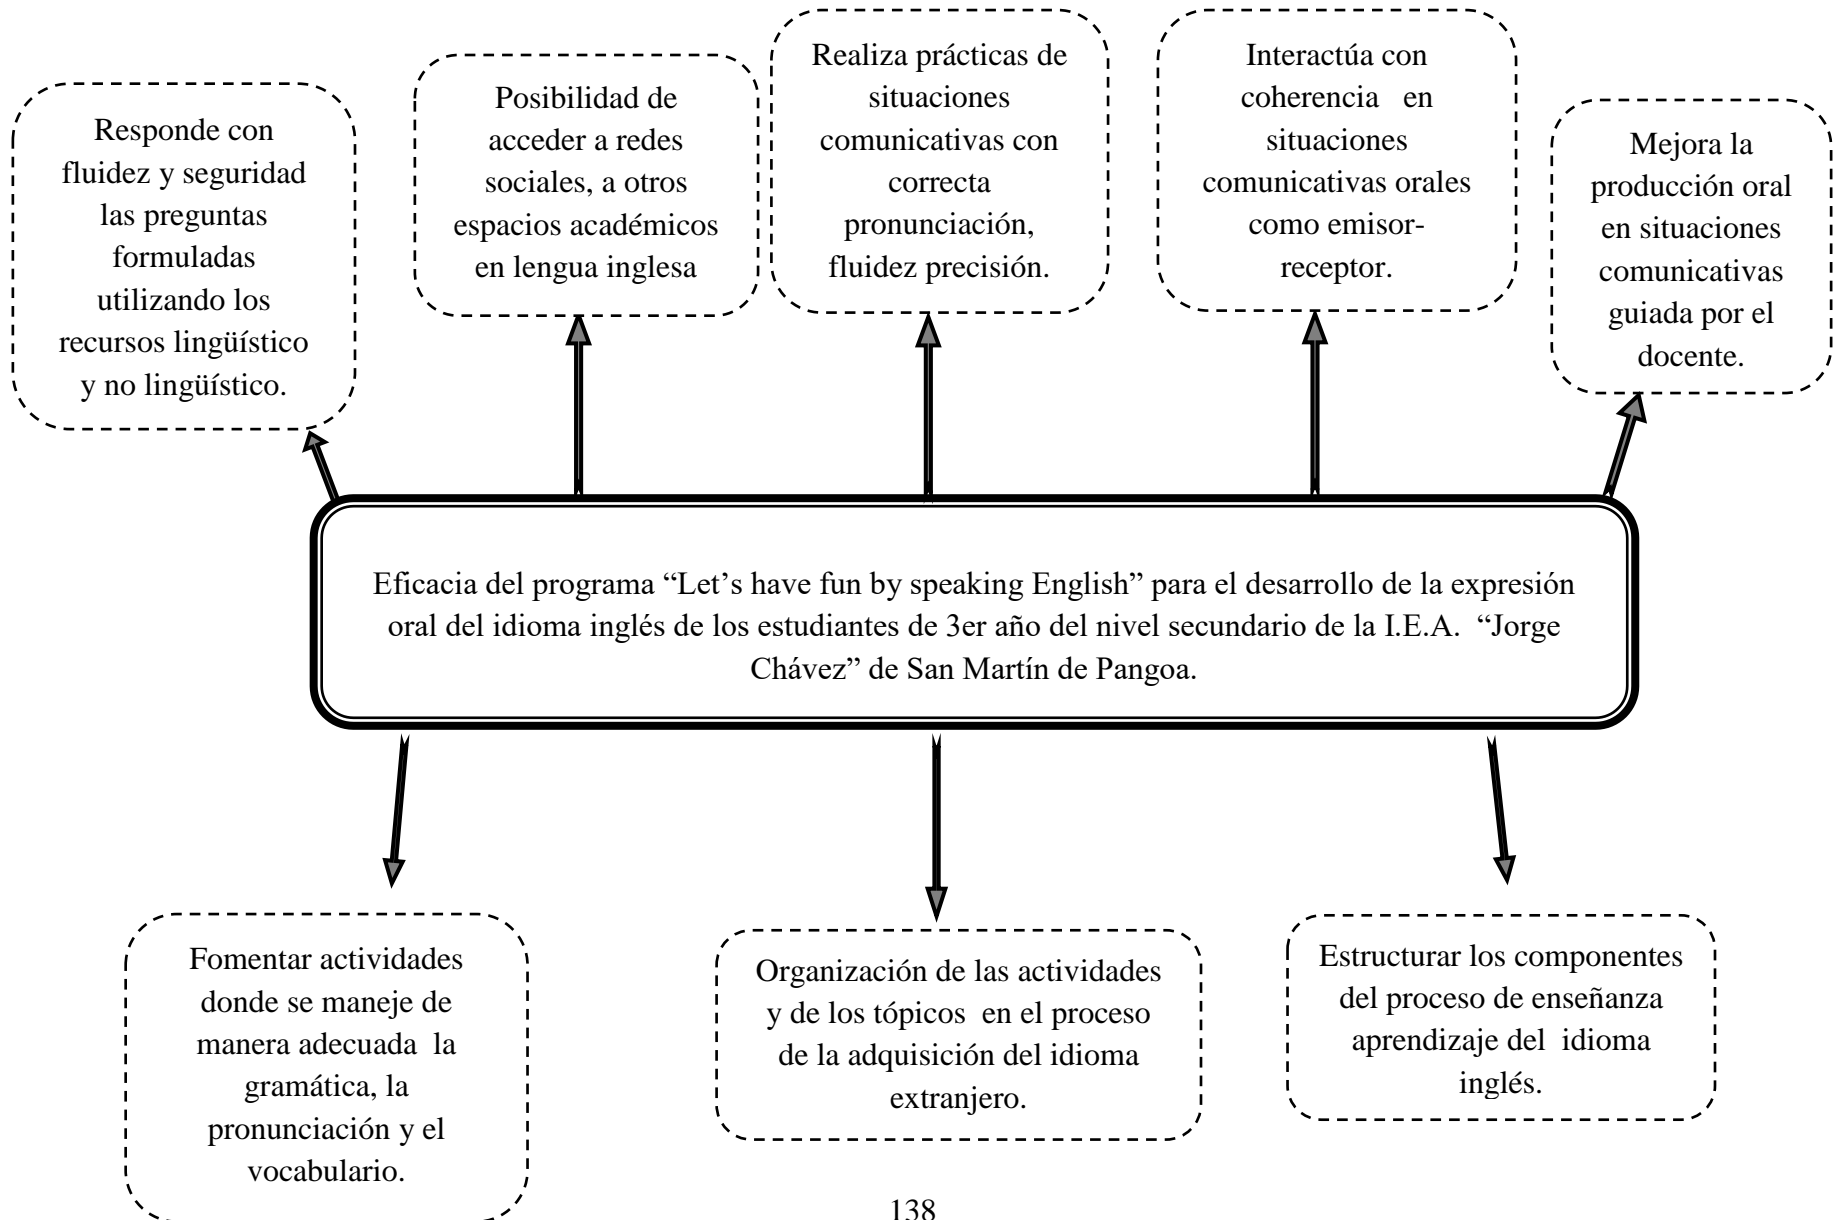 Responde con
fluidez y seguridad
las preguntas
formuladas
utilizando los
recursos lingüístico
y no lingüístico.
Posibilidad de
acceder a redes
sociales, a otros
espacios académicos
en lengua inglesa
Realiza prácticas de
situaciones
comunicativas con
correcta
pronunciación,
fluidez precisión.
Interactúa con
coherencia en
situaciones
comunicativas orales
como emisor-
receptor.
Mejora la
producción oral
en situaciones
comunicativas
guiada por el
docente.
Eficacia del programa “Let’s have fun by speaking English” para el desarrollo de la expresión
oral del idioma inglés de los estudiantes de 3er año del nivel secundario de la I.E.A. “Jorge
Chávez” de San Martín de Pangoa.
Fomentar actividades
donde se maneje de
manera adecuada la
gramática, la
pronunciación y el
vocabulario.
Organización de las actividades
y de los tópicos en el proceso
de la adquisición del idioma
extranjero.
Estructurar los componentes
del proceso de enseñanza
aprendizaje del idioma
inglés.
138